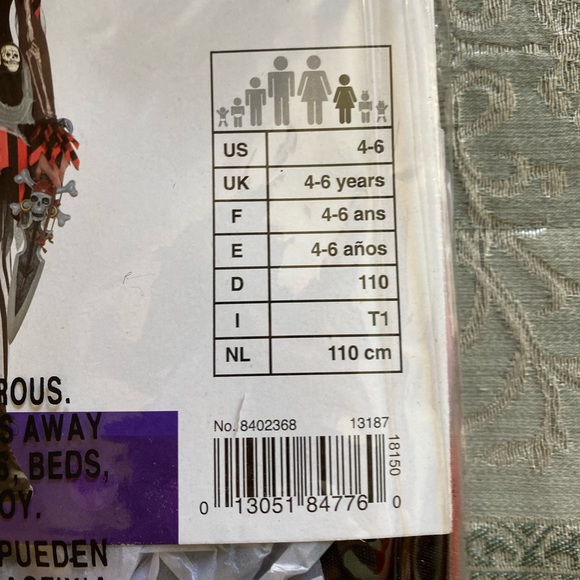 US 4-6
UK 4-6 years
F 4-6 ans
E 4-6 años
D 110
I T1
NL 110 cm
ROUS.
S AWAY
S, BEDS,
OY.
PUEDEN
No. 8402368 13187
18150
0 13051 84776 0